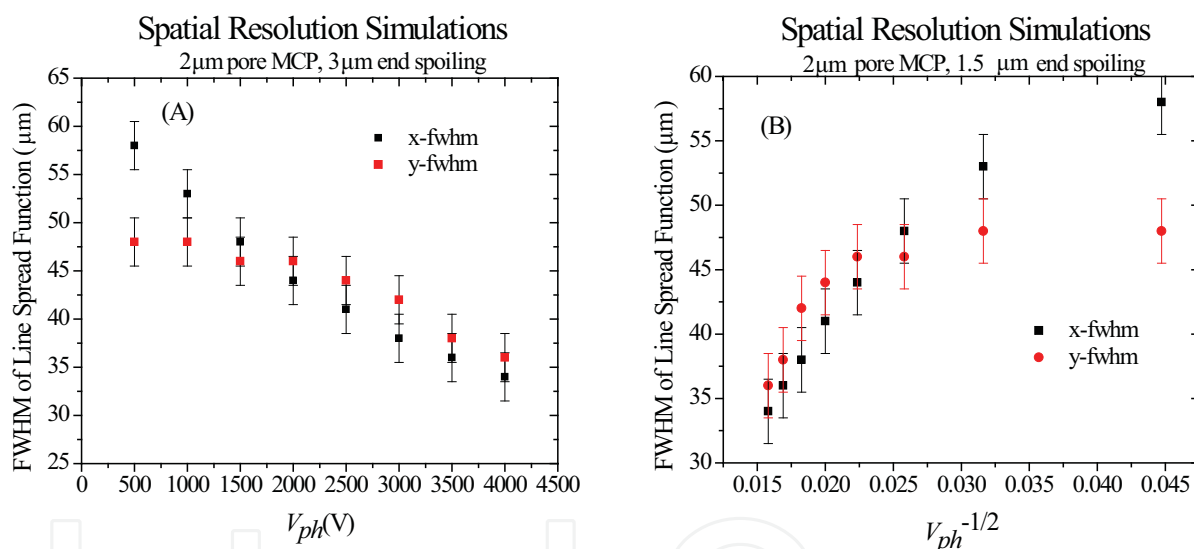 Spatial Resolution Simulations
2μm pore MCP, 3μm end spoiling
(A)
x-fwhm
y-fwhm
FWHM of Line Spread Function (μm)
65
60
55
50
45
40
35
30
25
0 500 1000 1500 2000 2500 3000 3500 4000 4500
Vph(V)
Spatial Resolution Simulations
2μm pore MCP, 1.5 μm end spoiling
(B)
x-fwhm
y-fwhm
FWHM of Line Spread Function (μm)
60
50
40
30
0.015 0.020 0.025 0.030 0.035 0.040 0.045
Vph-1/2